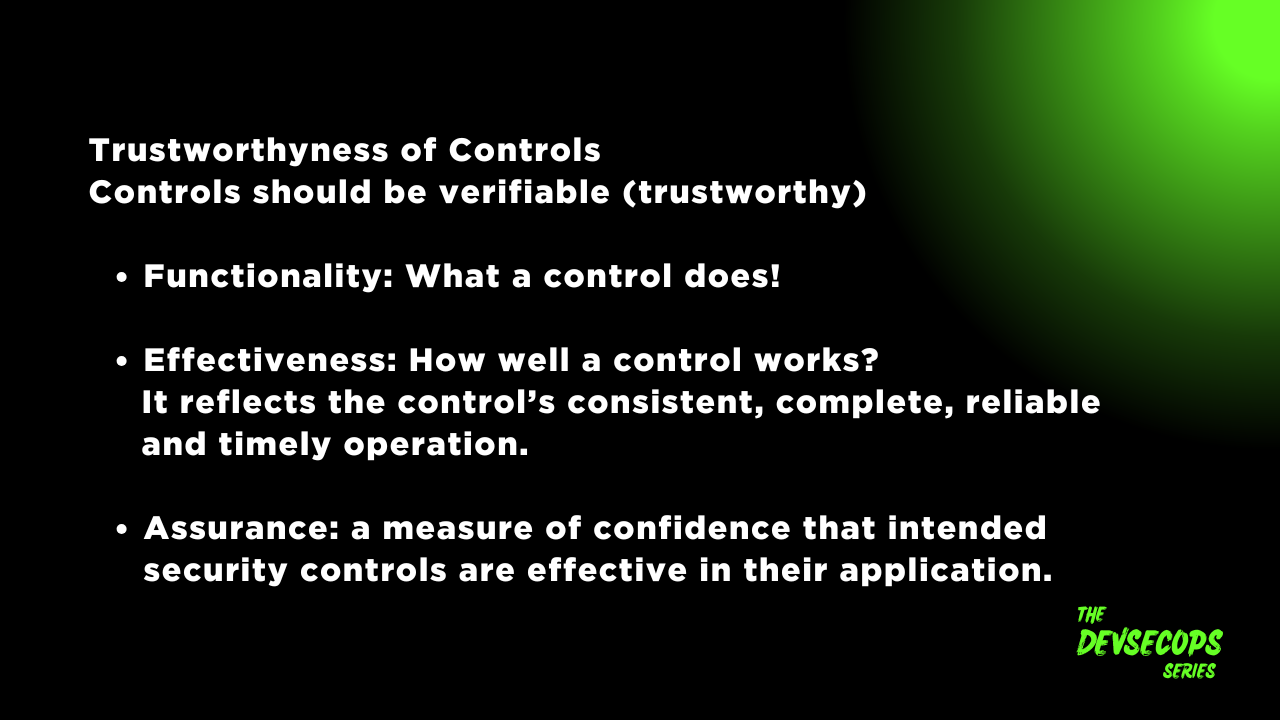 Trustworthyness of Controls
Controls should be verifiable (trustworthy)
• Functionality: What a control does!
• Effectiveness: How well a control works?
It reflects the control’s consistent, complete, reliable
and timely operation.
• Assurance: a measure of confidence that intended
security controls are effective in their application.
THE
DEVSECOPS
SERIES